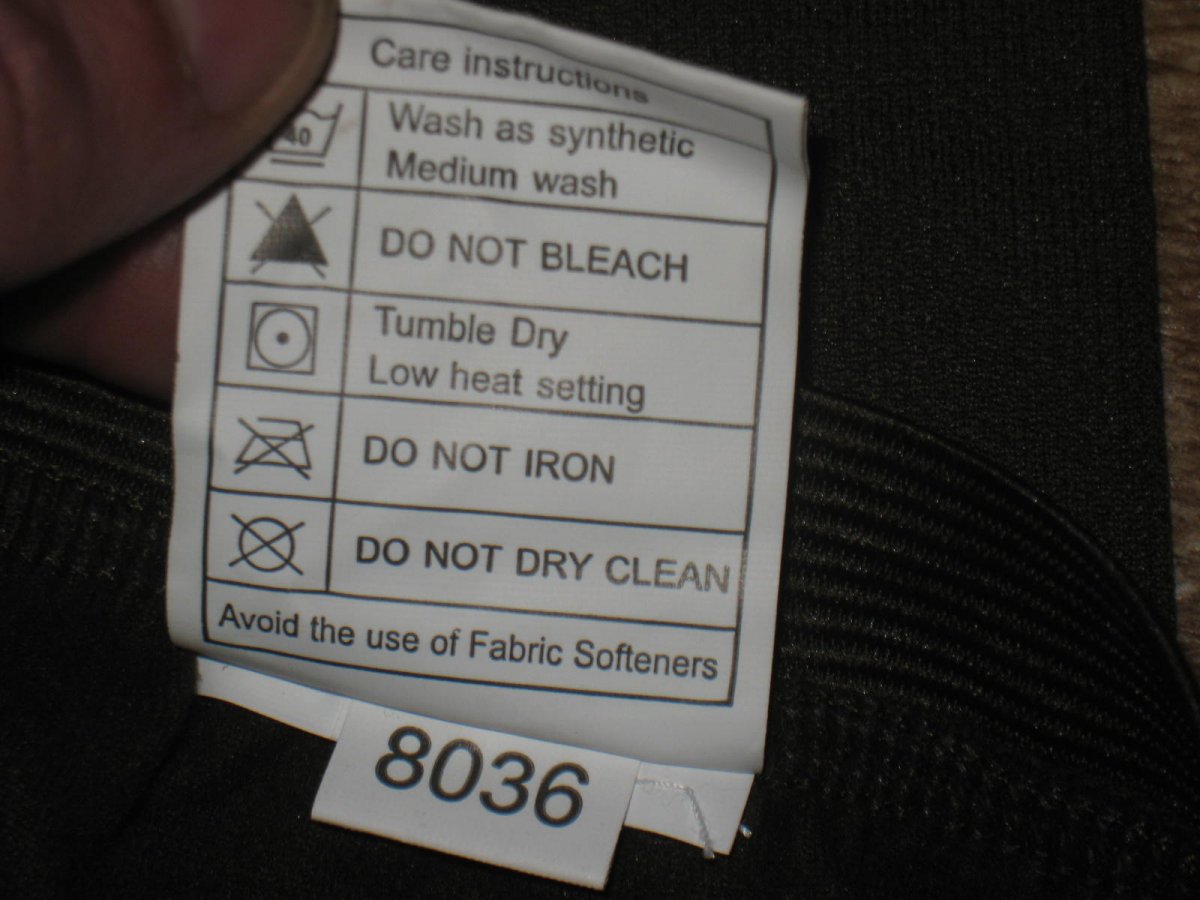 Care instructions
40
Wash as synthetic
Medium wash
DO NOT BLEACH
Tumble Dry
Low heat setting
DO NOT IRON
DO NOT DRY CLEAN
Avoid the use of Fabric Softeners
8036